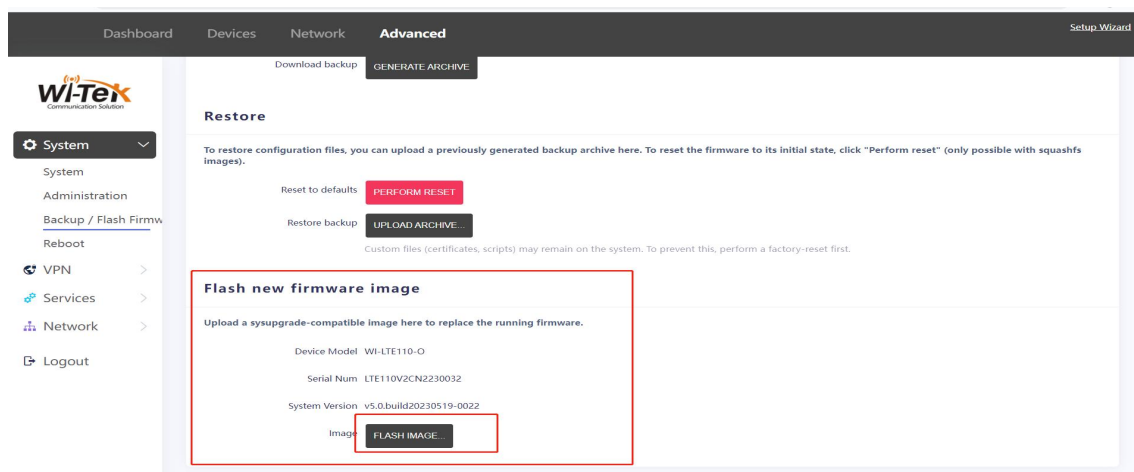 Dashboard Devices Network Advanced Setup Wizard
Wi-Tek
Communication Solution
System
System
Administration
Backup / Flash Firmw
Reboot
VPN
Services
Network
Logout
Download backup GENERATE ARCHIVE
Restore
To restore configuration files, you can upload a previously generated backup archive here. To reset the firmware to its initial state, click "Perform reset" (only possible with squashfs
images).
Reset to defaults PERFORM RESET
Restore backup UPLOAD ARCHIVE...
Custom files (certificates, scripts) may remain on the system. To prevent this, perform a factory-reset first.
Flash new firmware image
Upload a sysupgrade-compatible image here to replace the running firmware.
Device Model WI-LTE110-O
Serial Num LTE110V2CN2230032
System Version v5.0.build20230519-0022
Image FLASH IMAGE...